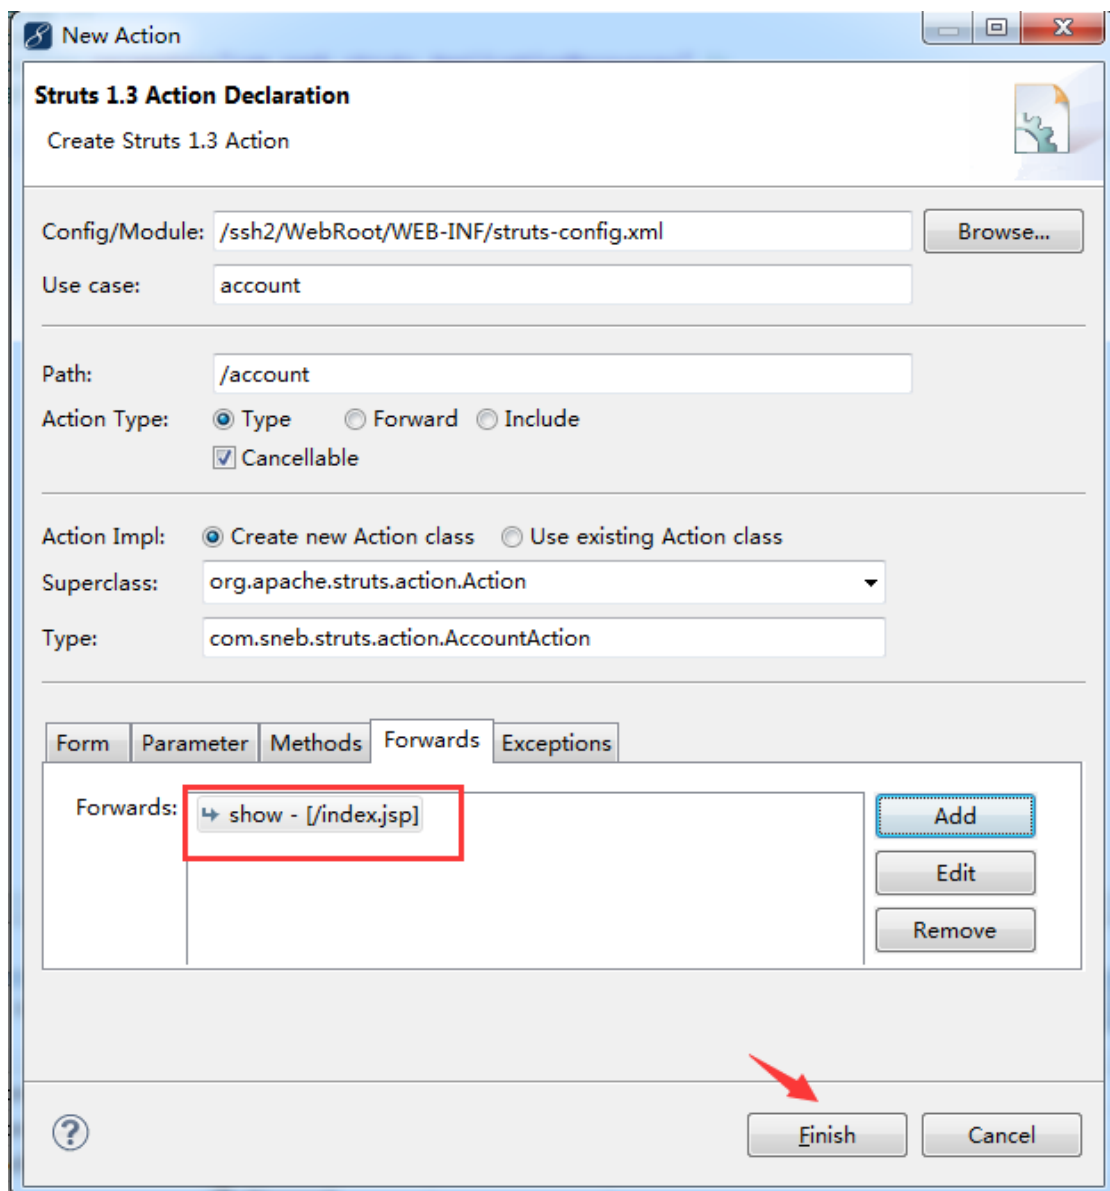 New Action
Struts 1.3 Action Declaration
Create Struts 1.3 Action
Config/Module: /ssh2/WebRoot/WEB-INF/struts-config.xml Browse...
Use case: account
Path: /account
Action Type: Type Forward Include
Cancellable
Action Impl: Create new Action class Use existing Action class
Superclass: org.apache.struts.action.Action
Type: com.sneb.struts.action.AccountAction
Form Parameter Methods Forwards Exceptions
Forwards: show - [/index.jsp] Add
Edit
Remove
Finish Cancel